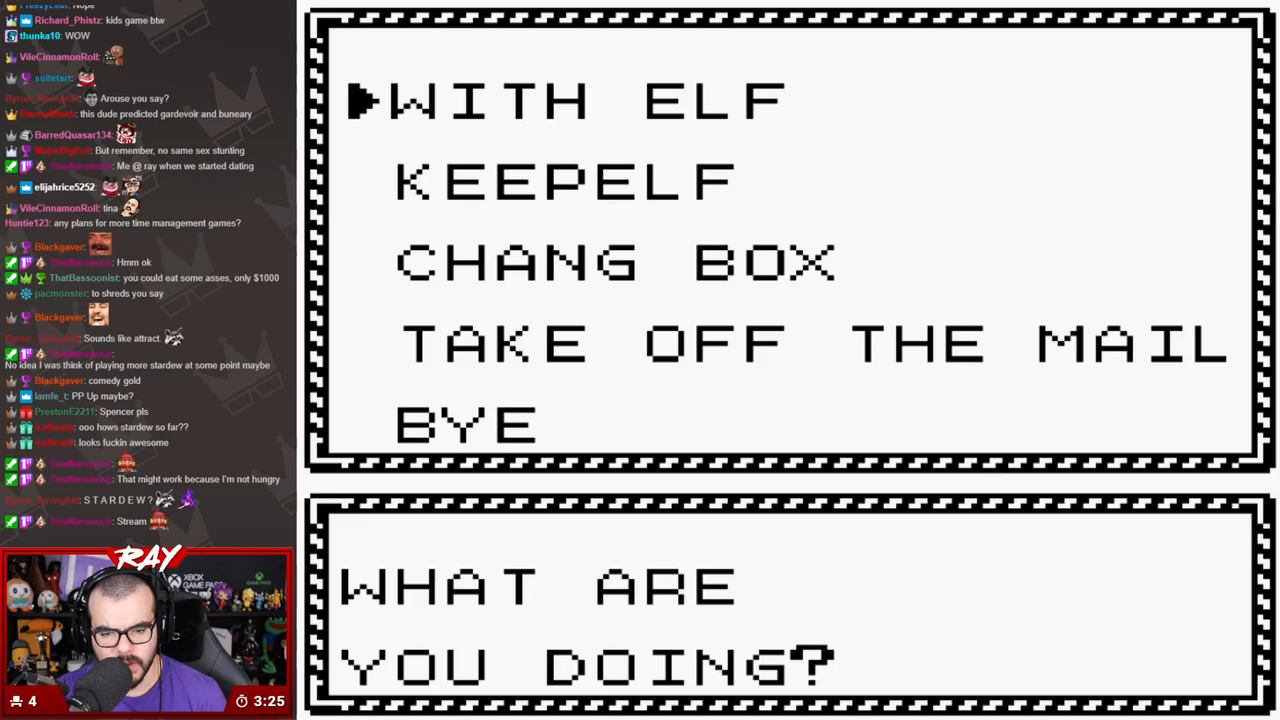 Richard_Phistz: kids game btw
thunka10: WOW
VileCinnamonRoll:
suitetart:
Arouse you say?
: this dude predicted gardevoir and buneary
BarredQuasar134:
: But remember, no same sex stunting
: Me @ ray when we started dating
elijahrice5252:
VileCinnamonRoll: tina
Huntie123: any plans for more time management games?
Blackgaver:
: Hmm ok
ThatBassoonist: you could eat some asses, only $1000
pacmonster: to shreds you say
Blackgaver:
: Sounds like attract.
No idea I was think of playing more stardew at some point maybe
Blackgaver: comedy gold
lamfe_t: PP Up maybe?
PrestonE2211: Spencer pls
: ooo hows stardew so far??
: looks fuckin awesome
: That might work because I'm not hungry
: S T A R D E W ?
: Stream
RAY
XBOX
GAME PASS
4
3:25
▶WITH ELF
KEEPELF
CHANG BOX
TAKE OFF THE MAIL
BYE
WHAT ARE
YOU DOING?